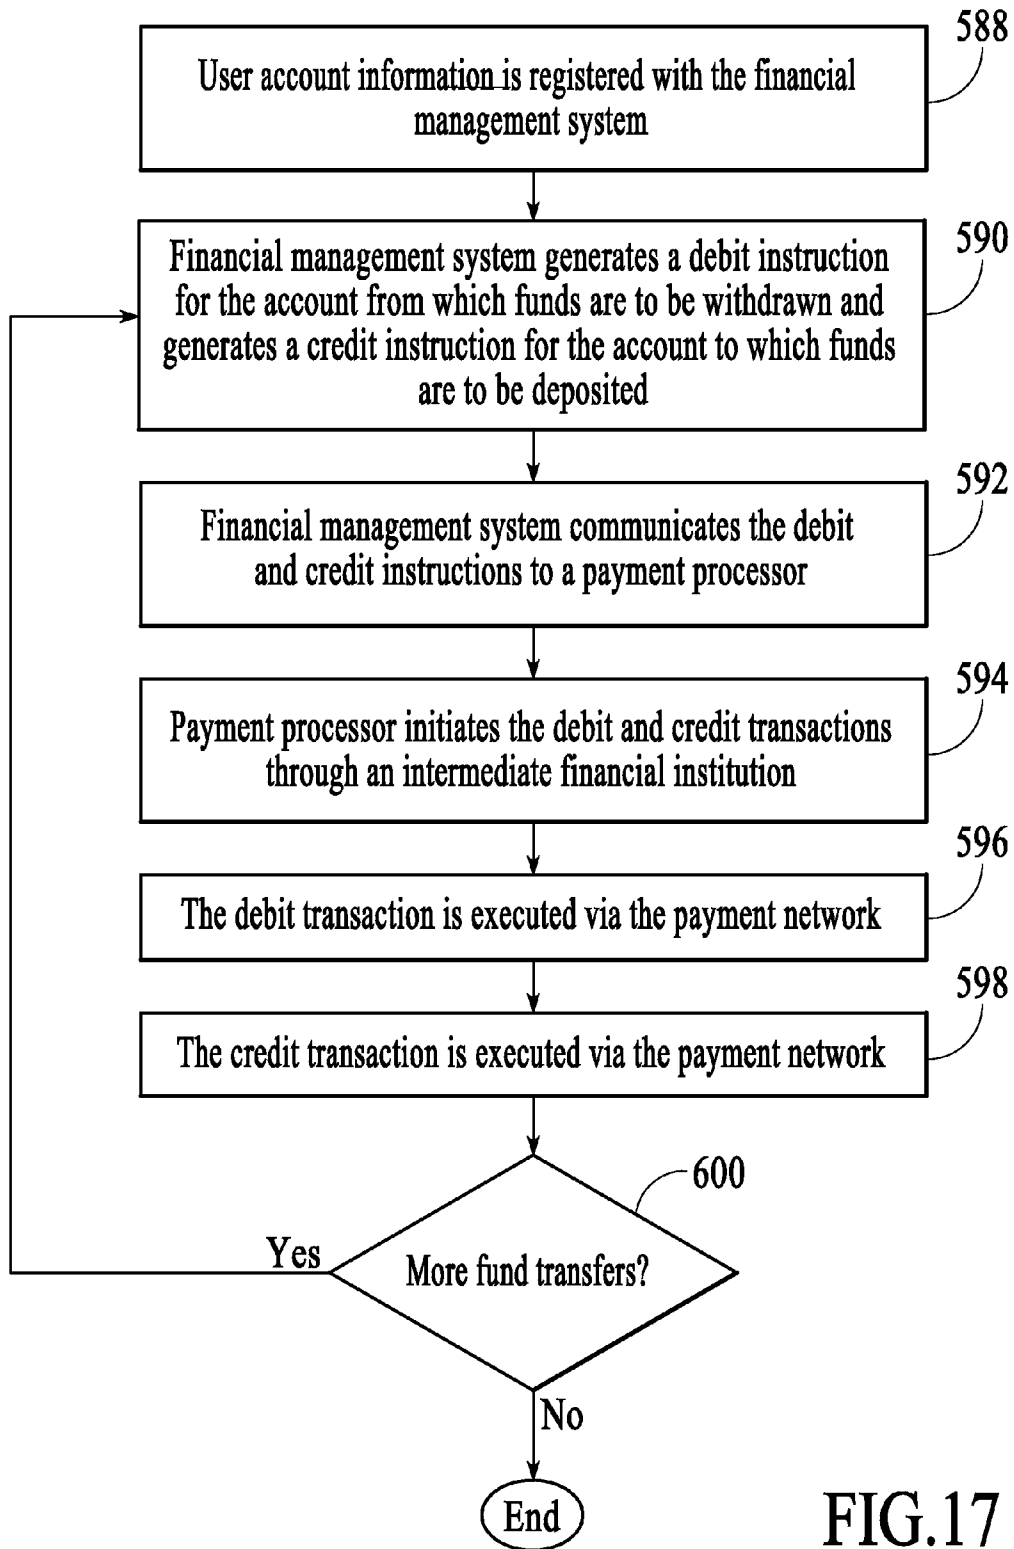 588
User account information is registered with the financial
management system
590
Financial management system generates a debit instruction
for the account from which funds are to be withdrawn and
generates a credit instruction for the account to which funds
are to be deposited
592
Financial management system communicates the debit
and credit instructions to a payment processor
594
Payment processor initiates the debit and credit transactions
through an intermediate financial institution
596
The debit transaction is executed via the payment network
598
The credit transaction is executed via the payment network
600
Yes
More fund transfers?
No
End
FIG.17